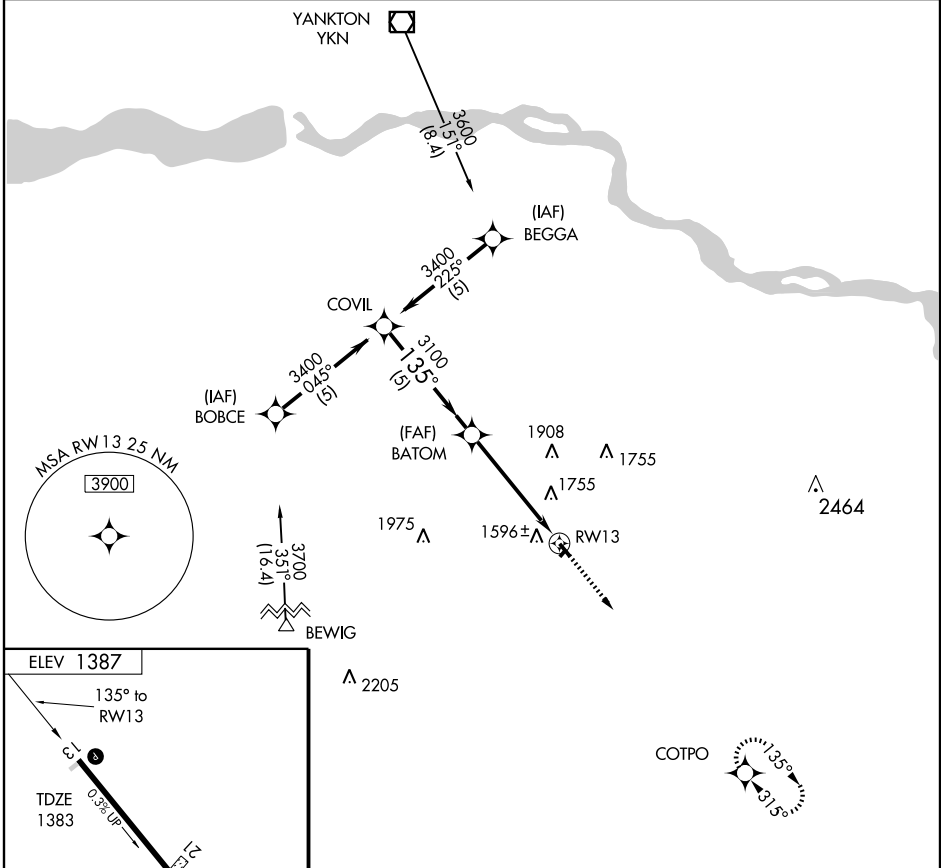 YANKTON
YKN
3600
151°
(8.4)
(IAF)
BEGGA
3400
225°
(5)
COVIL
3400
045°
(5)
3100
135°
(5)
(IAF)
BOBCE
(FAF)
BATOM
1908
1755
1755
2464
MSA RW13 25 NM
3900
1975
1596±
RW13
3700
351°
(16.4)
BEWIG
2205
ELEV 1387
135° to
RW13
13
P
TDZE
1383
0.3% UP
21
COTPO
135°
315°